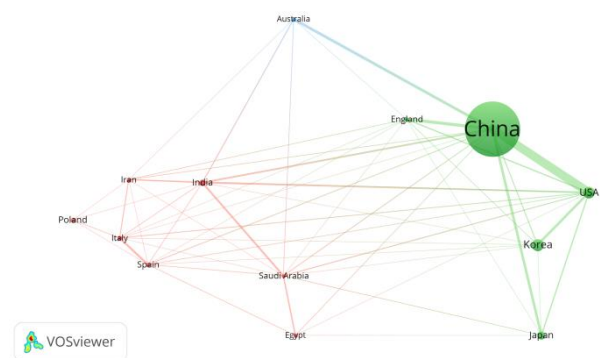 Australia
England
China
Iran
India
USA
Poland
Italy
Korea
Spain
Saudi Arabia
Egypt
Japan
VOSviewer